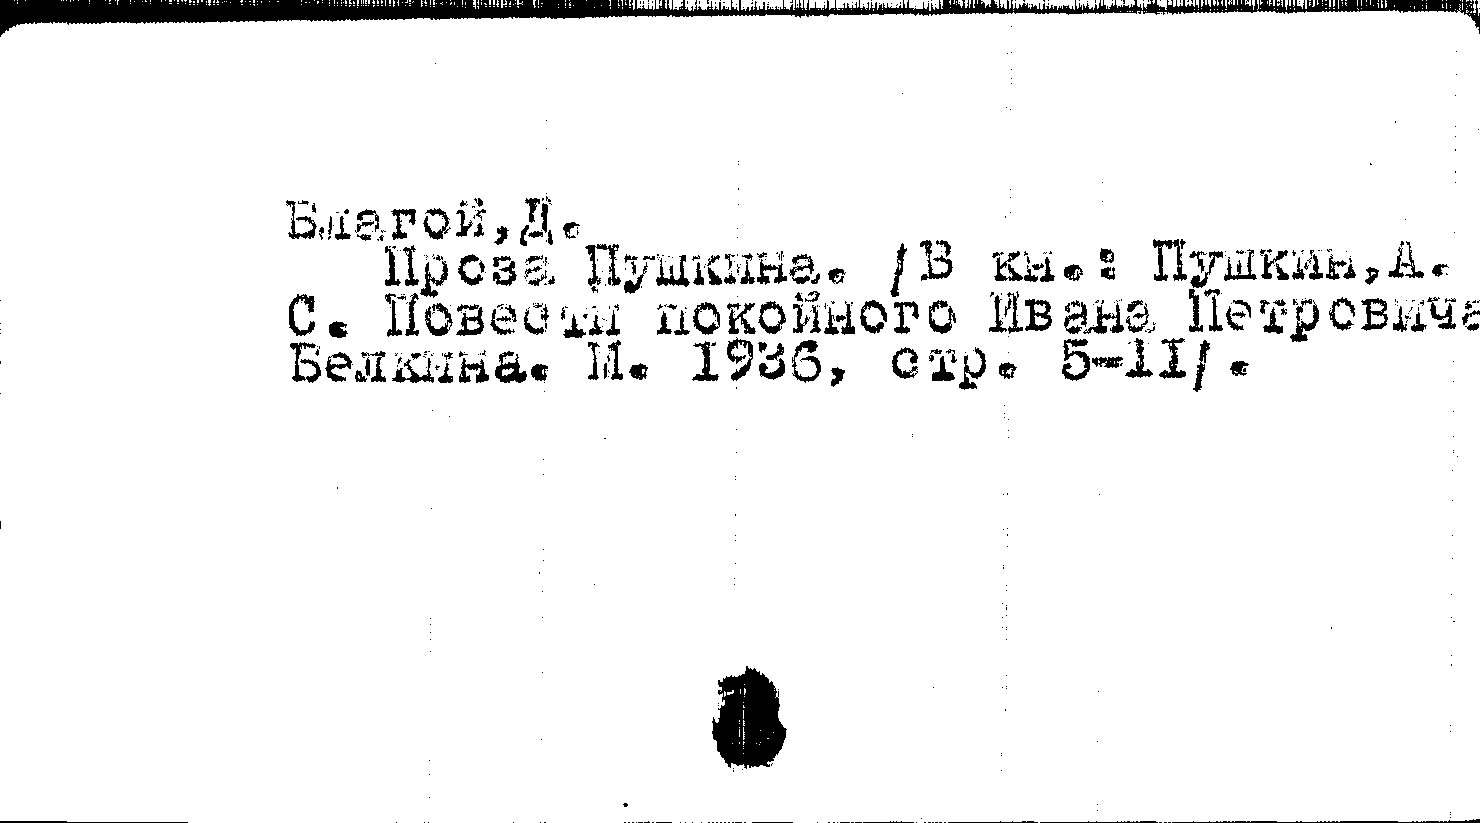 Благой,Д.
Проза Пушкина. /В кн.: Пушкин,А.
С. Повести покойного Ивана Петровича
Белкина. М. 1936, стр. 5-11/.